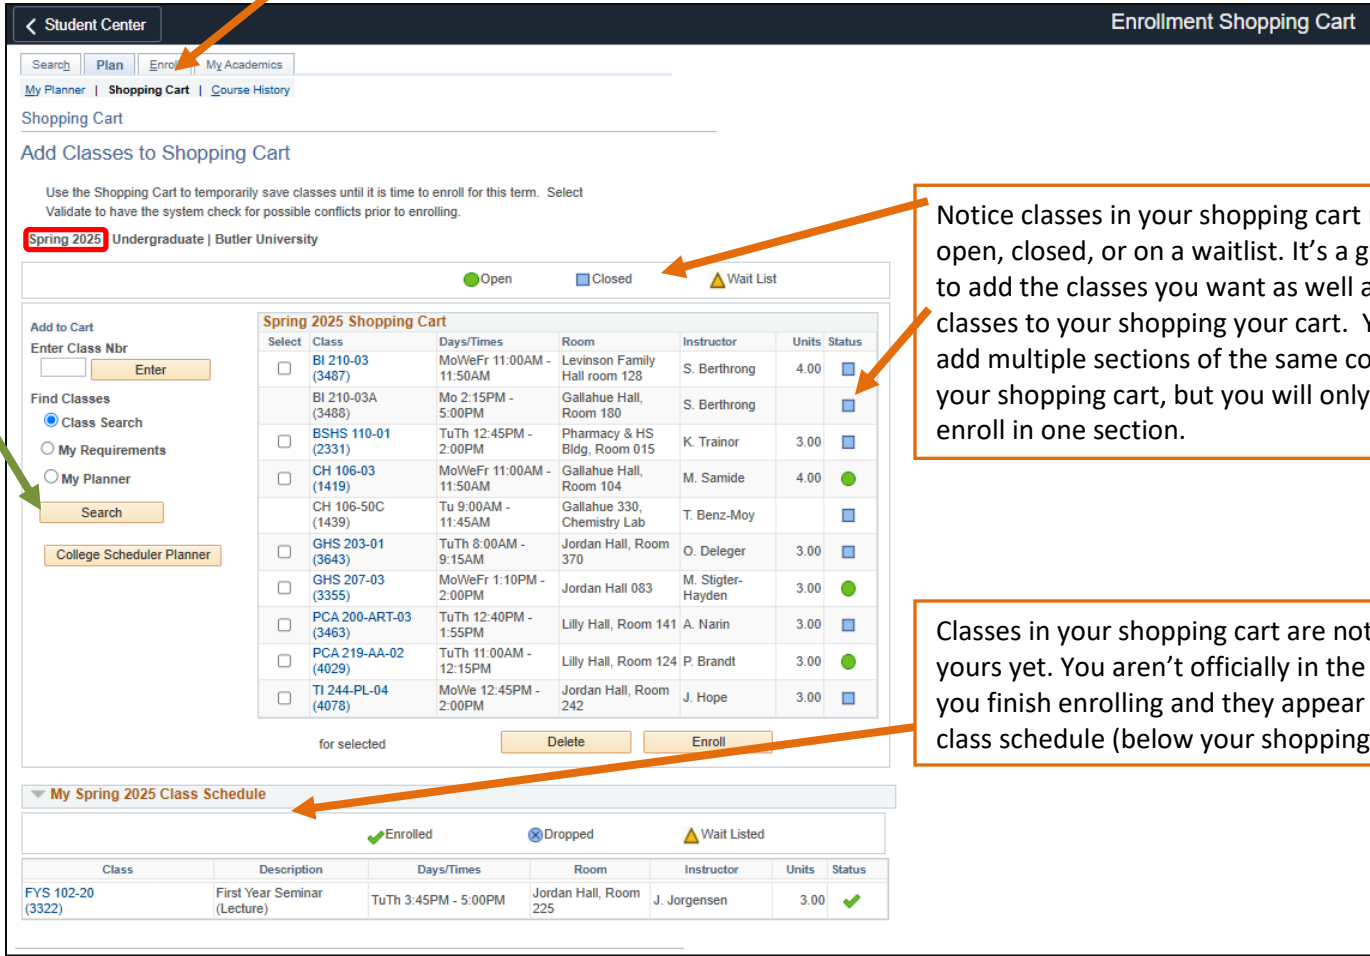 Student Center
Enrollment Shopping Cart
Search Plan Enroll My Academics
My Planner | Shopping Cart | Course History
Shopping Cart
Add Classes to Shopping Cart
Use the Shopping Cart to temporarily save classes until it is time to enroll for this term. Select
Validate to have the system check for possible conflicts prior to enrolling.
Spring 2025 Undergraduate | Butler University
Open Closed Wait List
Add to Cart
Enter Class Nbr
Enter
Find Classes
Class Search
My Requirements
My Planner
Search
College Scheduler Planner
Spring 2025 Shopping Cart
Select Class Days/Times Room Instructor Units Status
BI 210-03 MoWeFr 11:00AM - Levinson Family
(3487) 11:50AM Hall room 128 S. Berthrong 4.00
BI 210-03A Mo 2:15PM - Gallahue Hall,
(3488) 5:00PM Room 180 S. Berthrong
BSHS 110-01 TuTh 12:45PM - Pharmacy & HS
(2331) 2:00PM Bldg, Room 015 K. Trainor 3.00
CH 106-03 MoWeFr 11:00AM - Gallahue Hall,
(1419) 11:50AM Room 104 M. Samide 4.00
CH 106-50C Tu 9:00AM - Gallahue 330,
(1439) 11:45AM Chemistry Lab T. Benz-Moy
GHS 203-01 TuTh 8:00AM - Jordan Hall, Room
(3643) 9:15AM 370 O. Deleger 3.00
GHS 207-03 MoWeFr 1:10PM - M. Stigter-
(3355) 2:00PM Jordan Hall 083 Hayden 3.00
PCA 200-ART-03 TuTh 12:40PM -
(3463) 1:55PM Lilly Hall, Room 141 A. Narin 3.00
PCA 219-AA-02 TuTh 11:00AM -
(4029) 12:15PM Lilly Hall, Room 124 P. Brandt 3.00
TI 244-PL-04 MoWe 12:45PM - Jordan Hall, Room
(4078) 2:00PM 242 J. Hope 3.00
for selected Delete Enroll
My Spring 2025 Class Schedule
Enrolled Dropped Wait Listed
Class Description Days/Times Room Instructor Units Status
FYS 102-20 First Year Seminar Jordan Hall, Room
(3322) (Lecture) TuTh 3:45PM - 5:00PM 225 J. Jorgensen 3.00
Notice classes in your shopping cart
open, closed, or on a waitlist. It's a
to add the classes you want as well
classes to your shopping your cart.
add multiple sections of the same
your shopping cart, but you will only
enroll in one section.
Classes in your shopping cart are not
yours yet. You aren't officially in the
you finish enrolling and they appear
class schedule (below your shopping